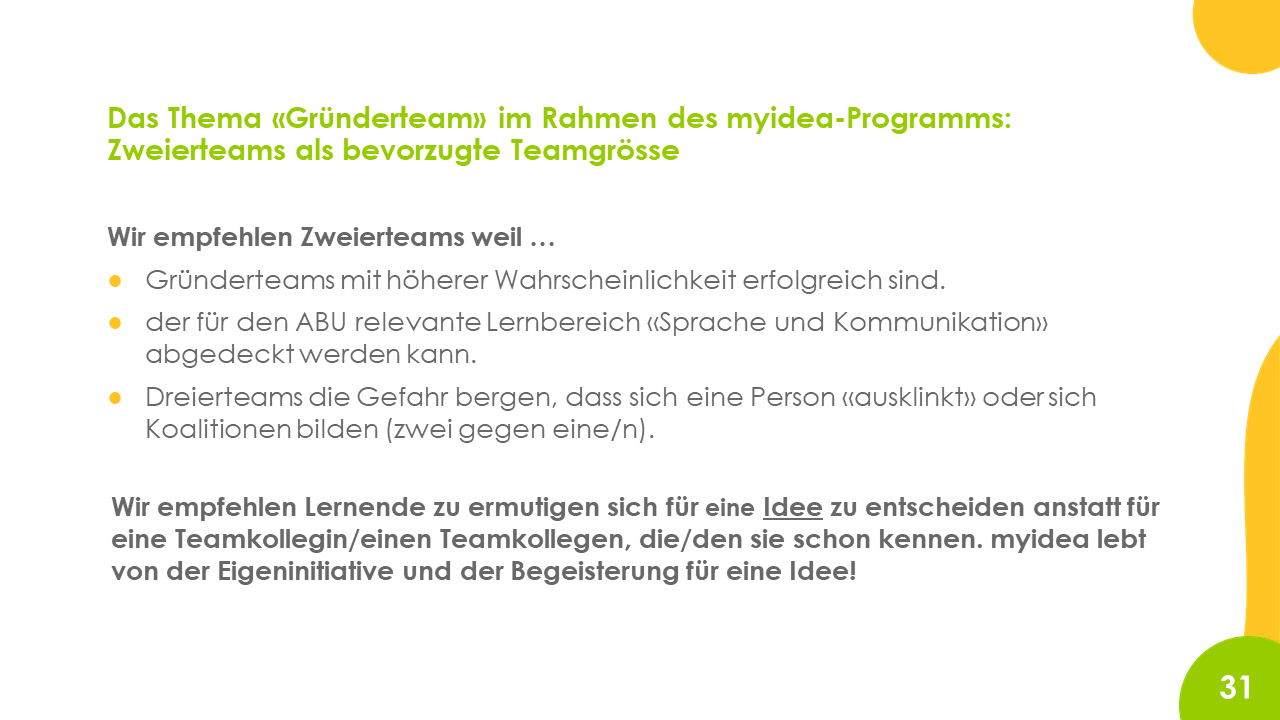 Das Thema «Gründerteam» im Rahmen des myidea-Programms:
Zweierteams als bevorzugte Teamgrösse
Wir empfehlen Zweierteams weil …
● Gründerteams mit höherer Wahrscheinlichkeit erfolgreich sind.
● der für den ABU relevante Lernbereich «Sprache und Kommunikation»
abgedeckt werden kann.
● Dreierteams die Gefahr bergen, dass sich eine Person «ausklinkt» oder sich
Koalitionen bilden (zwei gegen eine/n).
Wir empfehlen Lernende zu ermutigen sich für eine Idee zu entscheiden anstatt für
eine Teamkollegin/einen Teamkollegen, die/den sie schon kennen. myidea lebt
von der Eigeninitiative und der Begeisterung für eine Idee!
31